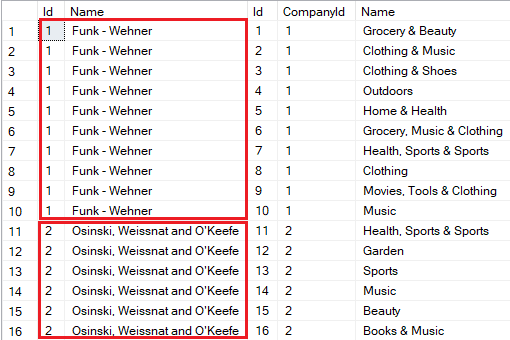 Id Name Id CompanyId Name
1 1 Funk - Wehner 1 1 Grocery & Beauty
2 1 Funk - Wehner 2 1 Clothing & Music
3 1 Funk - Wehner 3 1 Clothing & Shoes
4 1 Funk - Wehner 4 1 Outdoors
5 1 Funk - Wehner 5 1 Home & Health
6 1 Funk - Wehner 6 1 Grocery, Music & Clothing
7 1 Funk - Wehner 7 1 Health, Sports & Sports
8 1 Funk - Wehner 8 1 Clothing
9 1 Funk - Wehner 9 1 Movies, Tools & Clothing
10 1 Funk - Wehner 10 1 Music
11 2 Osinski, Weissnat and O'Keefe 11 2 Health, Sports & Sports
12 2 Osinski, Weissnat and O'Keefe 12 2 Garden
13 2 Osinski, Weissnat and O'Keefe 13 2 Sports
14 2 Osinski, Weissnat and O'Keefe 14 2 Music
15 2 Osinski, Weissnat and O'Keefe 15 2 Beauty
16 2 Osinski, Weissnat and O'Keefe 16 2 Books & Music